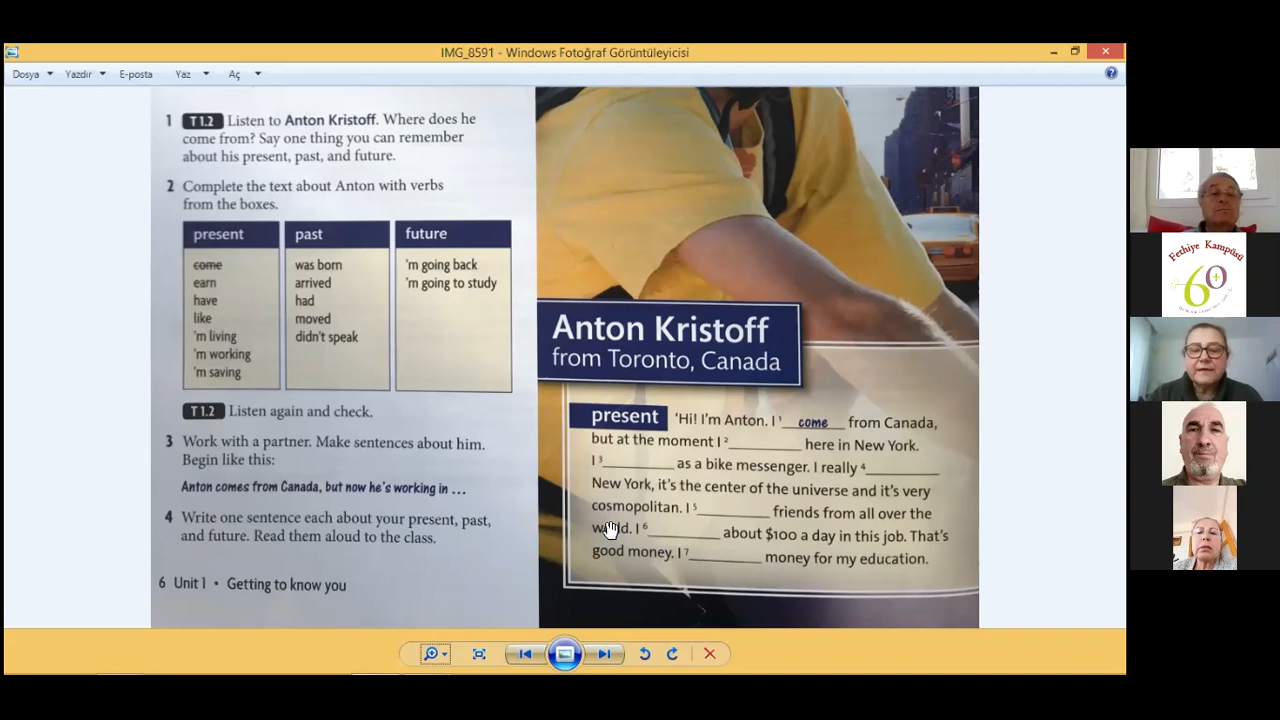 IMG_8591 - Windows Fotoğraf Görüntüleyicisi
Dosya Yazdır E-posta Yaz Aç
1 T 1.2 Listen to Anton Kristoff. Where does he
come from? Say one thing you can remember
about his present, past, and future.
2 Complete the text about Anton with verbs
from the boxes.
present
come
earn
have
like
'm living
'm working
'm saving
past
was born
arrived
had
moved
didn't speak
future
'm going back
'm going to study
T 1.2 Listen again and check.
3 Work with a partner. Make sentences about him.
Begin like this:
Anton comes from Canada, but now he's working in ...
4 Write one sentence each about your present, past,
and future. Read them aloud to the class.
6 Unit 1 • Getting to know you
Anton Kristoff
from Toronto, Canada
present 'Hi! I'm Anton. I 1 come from Canada,
but at the moment I 2 ________ here in New York.
I 3 ________ as a bike messenger. I really 4 ________
New York, it's the center of the universe and it's very
cosmopolitan. I 5 ________ friends from all over the
world. I 6 ________ about $100 a day in this job. That's
good money. I 7 ________ money for my education.
Fethiye Kampüsü
60+